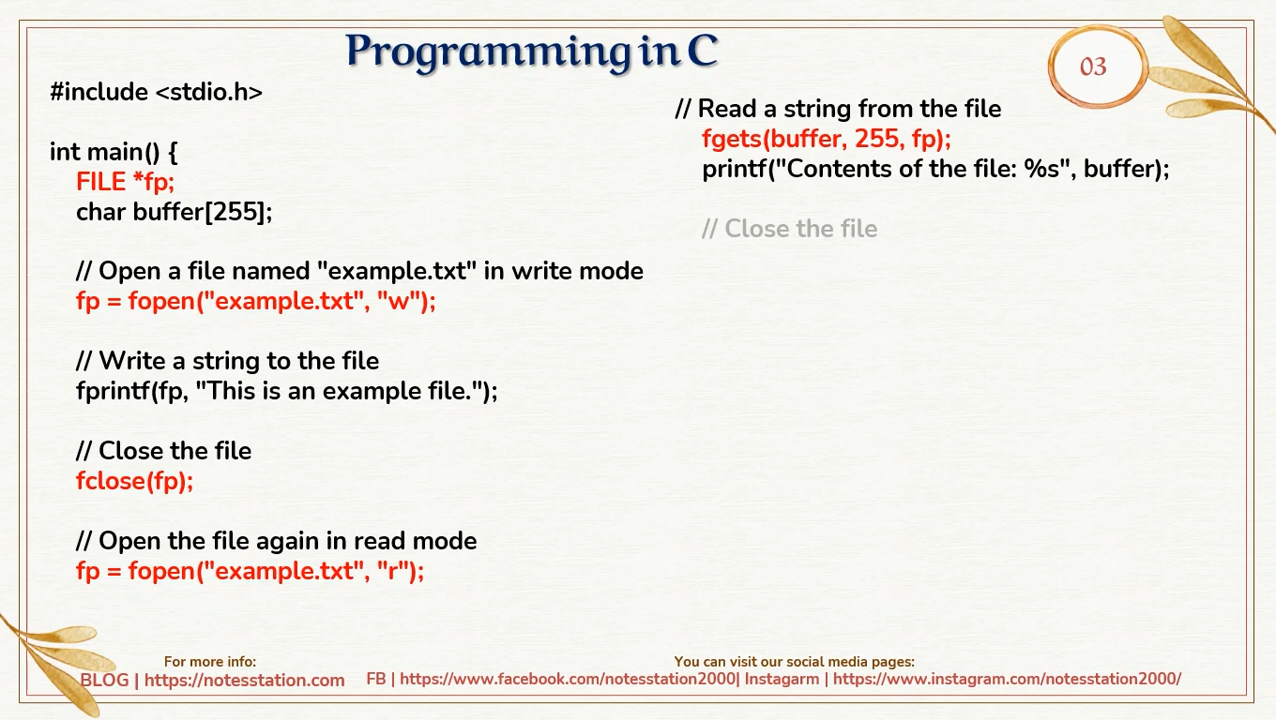 Programming in C
03
#include <stdio.h>
int main() {
FILE *fp;
char buffer[255];
// Open a file named "example.txt" in write mode
fp = fopen("example.txt", "w");
// Write a string to the file
fprintf(fp, "This is an example file.");
// Close the file
fclose(fp);
// Open the file again in read mode
fp = fopen("example.txt", "r");
// Read a string from the file
fgets(buffer, 255, fp);
printf("Contents of the file: %s", buffer);
// Close the file
For more info:
BLOG | https://notesstation.com
You can visit our social media pages:
FB | https://www.facebook.com/notesstation2000| Instagarm | https://www.instagram.com/notesstation2000/